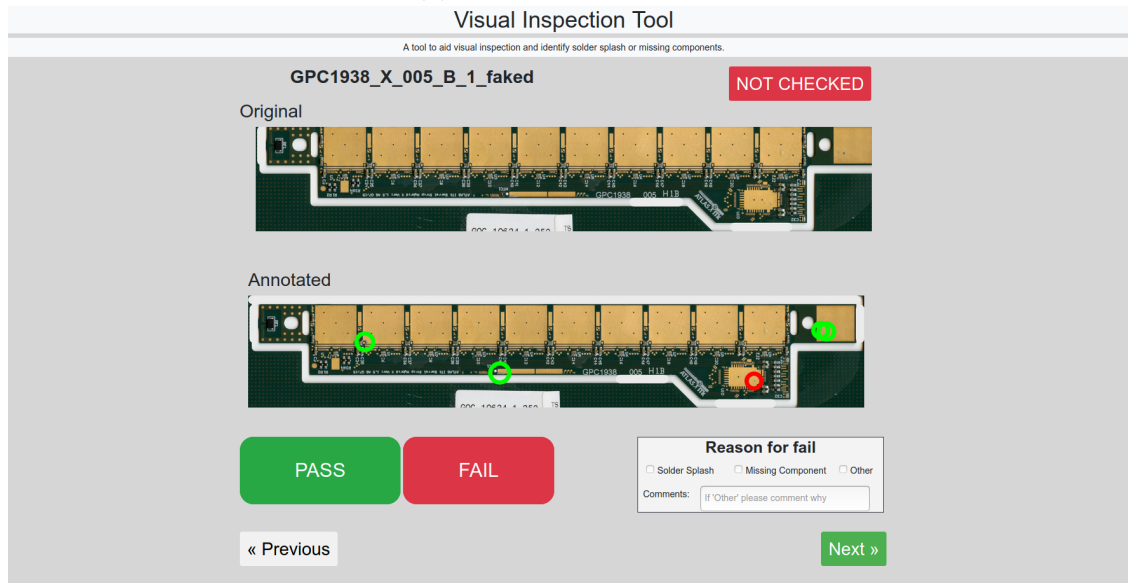 Visual Inspection Tool
A tool to aid visual inspection and identify solder splash or missing components.
GPC1938_X_005_B_1_faked
NOT CHECKED
Original
GPC1938 005 H1B
ATLAS
Annotated
GPC1938 005 H1B
ATLAS
PASS
FAIL
Reason for fail
Solder Splash Missing Component Other
Comments: If 'Other' please comment why
« Previous
Next »